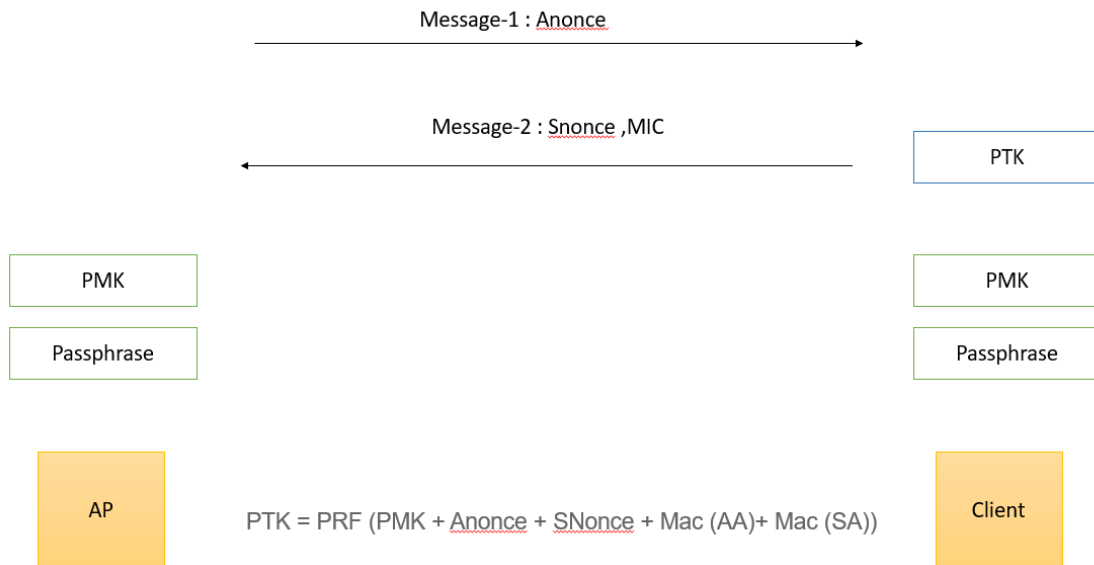 Message-1 : Anonce
Message-2 : Snonce ,MIC
PTK
PMK
PMK
Passphrase
Passphrase
AP
PTK = PRF (PMK + Anonce + SNonce + Mac (AA)+ Mac (SA))
Client